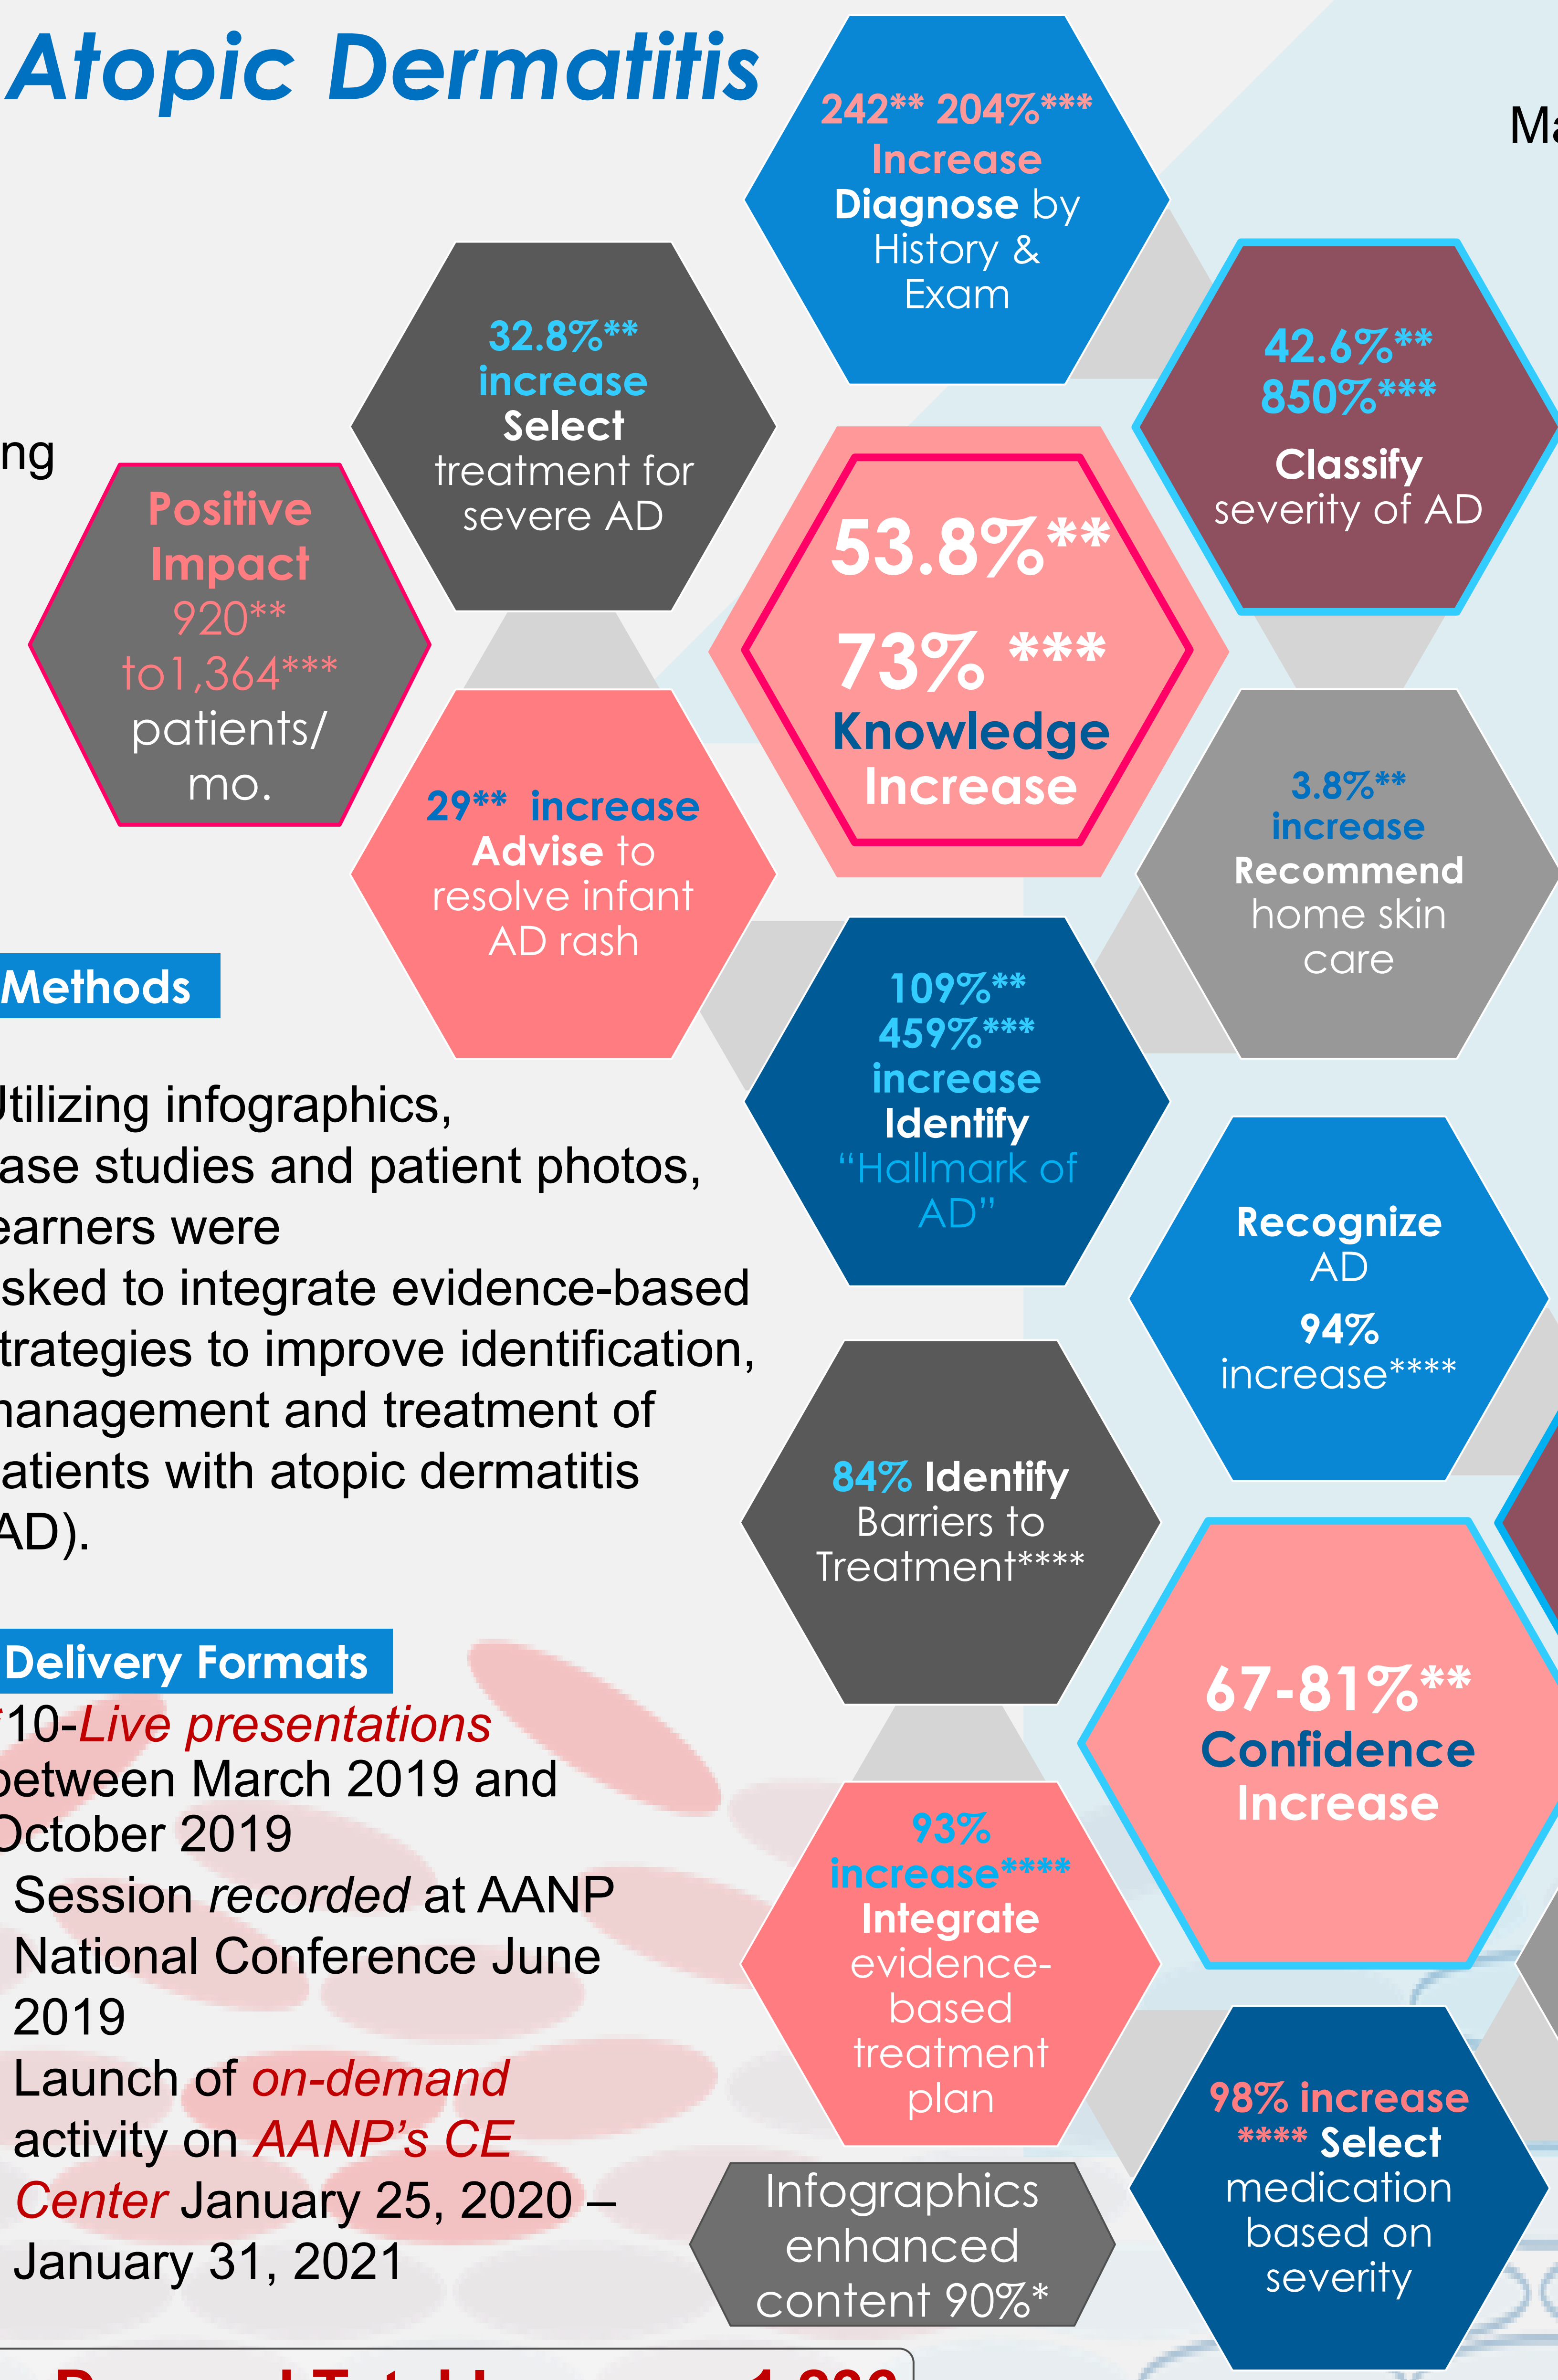 Atopic Dermatitis
242** 204%***
Increase
Diagnose by
History &
Exam
32.8%**
increase
Select
treatment for
severe AD
42.6%**
850%***
Classify
severity of AD
ng
Positive
Impact
920**
to1,364***
patients/
mo.
53.8%**
73% ***
Knowledge
Increase
29** increase
Advise to
resolve infant
AD rash
3.8%**
increase
Recommend
home skin
care
Methods
109%**
459%***
increase
Identify
“Hallmark of
AD”
Utilizing infographics,
ase studies and patient photos,
earners were
sked to integrate evidence-based
trategies to improve identification,
management and treatment of
atients with atopic dermatitis
AD).
Recognize
AD
94%
increase****
84% Identify
Barriers to
Treatment****
Delivery Formats
*10-Live presentations
between March 2019 and
October 2019
Session recorded at AANP
National Conference June
2019
Launch of on-demand
activity on AANP’s CE
Center January 25, 2020 –
January 31, 2021
67-81%**
Confidence
Increase
93%
increase****
Integrate
evidence-
based
treatment
plan
98% increase
**** Select
medication
based on
severity
Infographics
enhanced
content 90%*